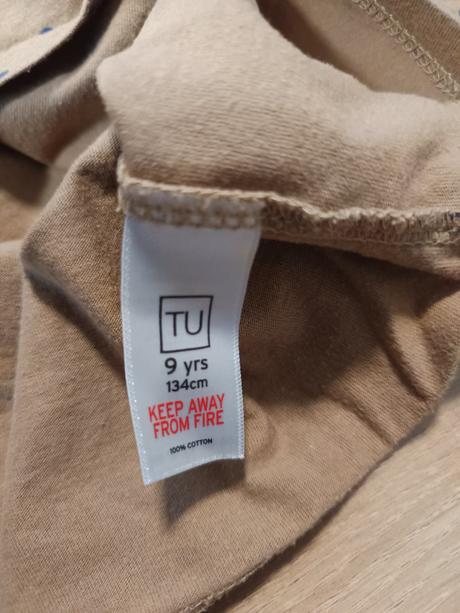 TU
9 yrs
134cm
KEEP AWAY
FROM FIRE
100% COTTON